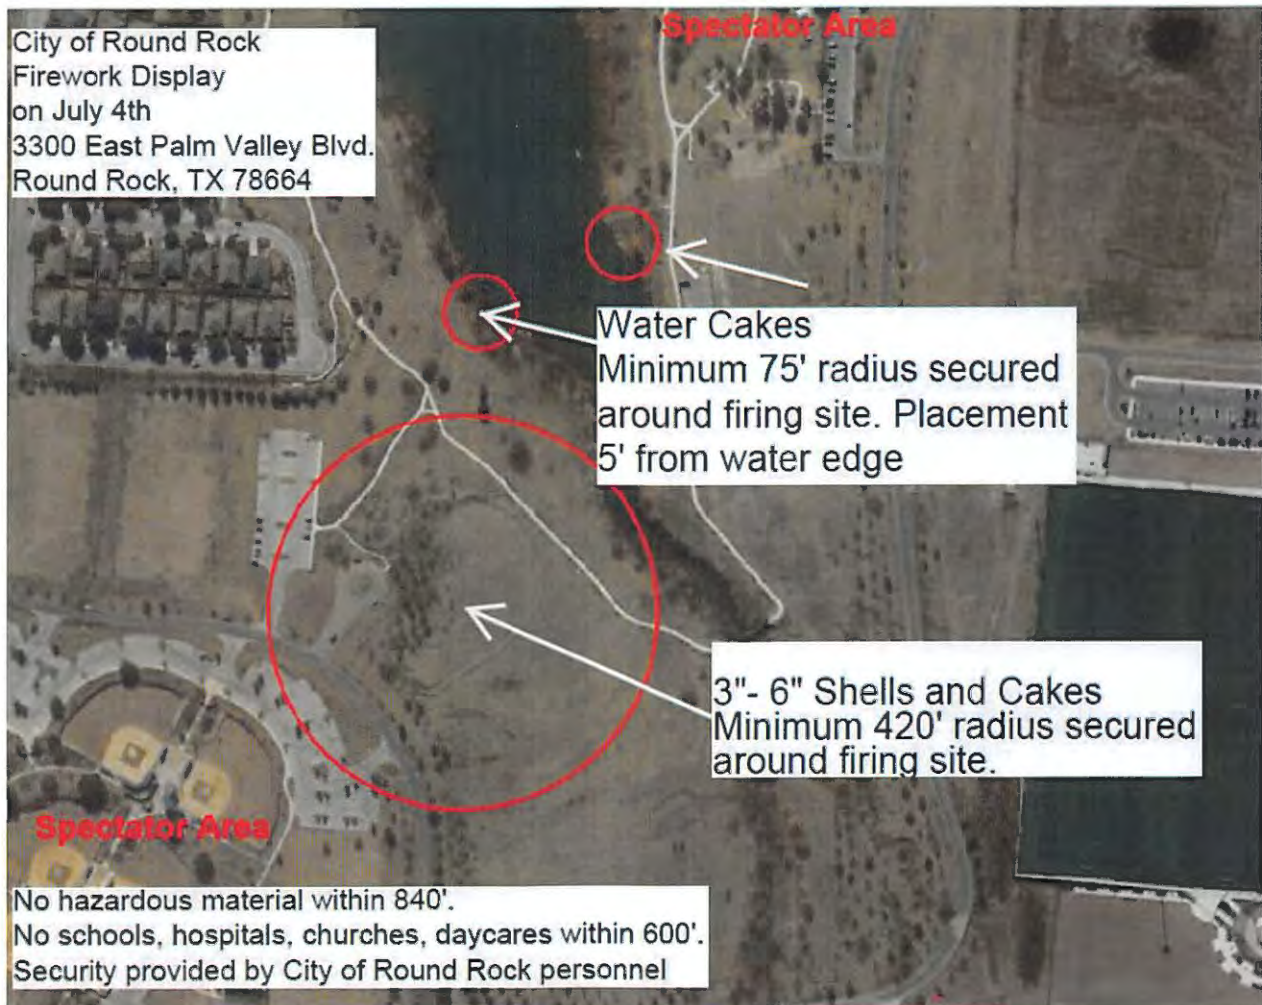 City of Round Rock
Firework Display
on July 4th
3300 East Palm Valley Blvd.
Round Rock, TX 78664
Spectator Area
Water Cakes
Minimum 75' radius secured
around firing site. Placement
5' from water edge
3"- 6" Shells and Cakes
Minimum 420' radius secured
around firing site.
Spectator Area
No hazardous material within 840'.
No schools, hospitals, churches, daycares within 600'.
Security provided by City of Round Rock personnel